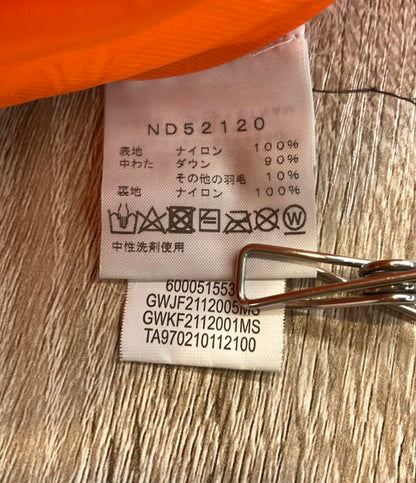 ND52120
表地 ナイロン 100%
中わた ダウン 90%
その他の羽毛 10%
裏地 ナイロン 100%
W
中性洗剤使用
GWJF2112005MS
GWKF2112001MS
TA970210112100